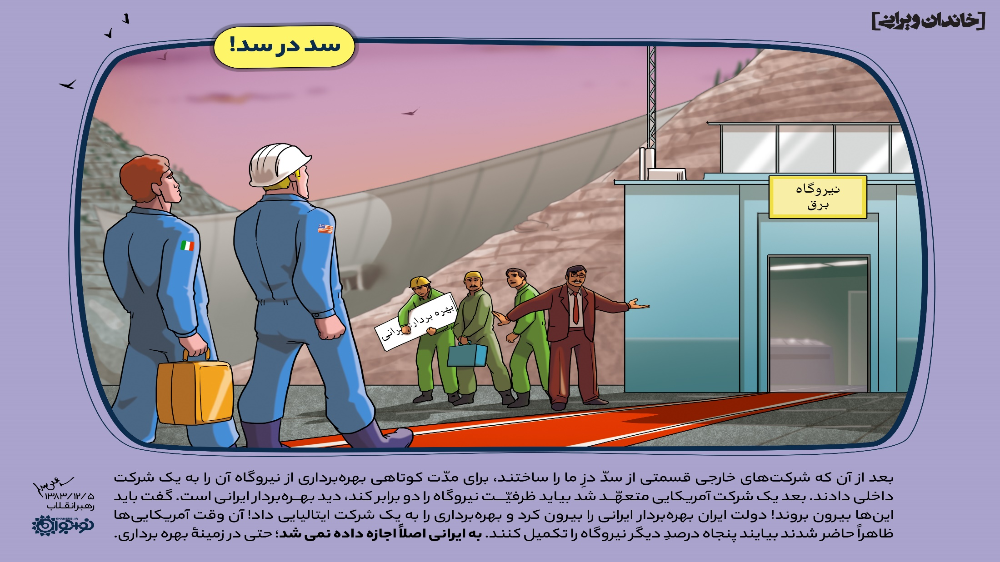 [خاندان ویرانی]
سد در سد!
نیروگاه
برق
بهره بردار: ایرانی
بعد از آن که شرکت‌های خارجی قسمتی از سدّ دزِ ما را ساختند، برای مدّت کوتاهی بهره‌برداری از نیروگاه آن را به یک شرکت
داخلی دادند. بعد یک شرکت آمریکایی متعهّد شد بیاید ظرفیّت نیروگاه را دو برابر کند، دید بهره‌بردار ایرانی است. گفت باید
این‌ها بیرون بروند! دولت ایران بهره‌بردار ایرانی را بیرون کرد و بهره‌برداری را به یک شرکت ایتالیایی داد! آن وقت آمریکایی‌ها
ظاهراً حاضر شدند بیایند پنجاه درصدِ دیگر نیروگاه را تکمیل کنند. به ایرانی اصلاً اجازه داده نمی شد؛ حتی در زمینهٔ بهره برداری.
۱۳۸۳/۱۲/۵
رهبر انقلاب
KHAMENEI.IR
نوجوان